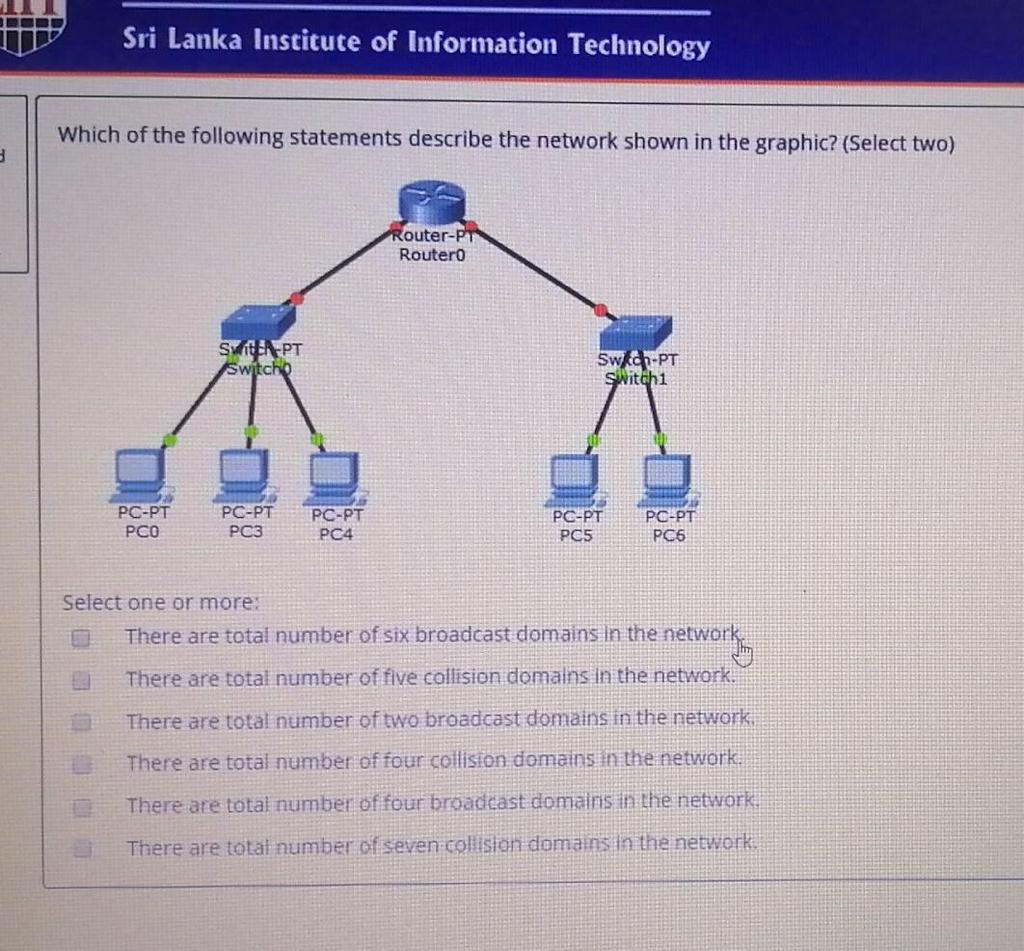 Sri Lanka Institute of Information Technology
Which of the following statements describe the network shown in the graphic? (Select two)
Router-PT
Router0
Switch-PT
Switch0
Switch-PT
Switch1
PC-PT
PC0
PC-PT
PC3
PC-PT
PC4
PC-PT
PC5
PC-PT
PC6
Select one or more:
There are total number of six broadcast domains in the network.
There are total number of five collision domains in the network.
There are total number of two broadcast domains in the network.
There are total number of four collision domains in the network.
There are total number of four broadcast domains in the network.
There are total number of seven collision domains in the network.